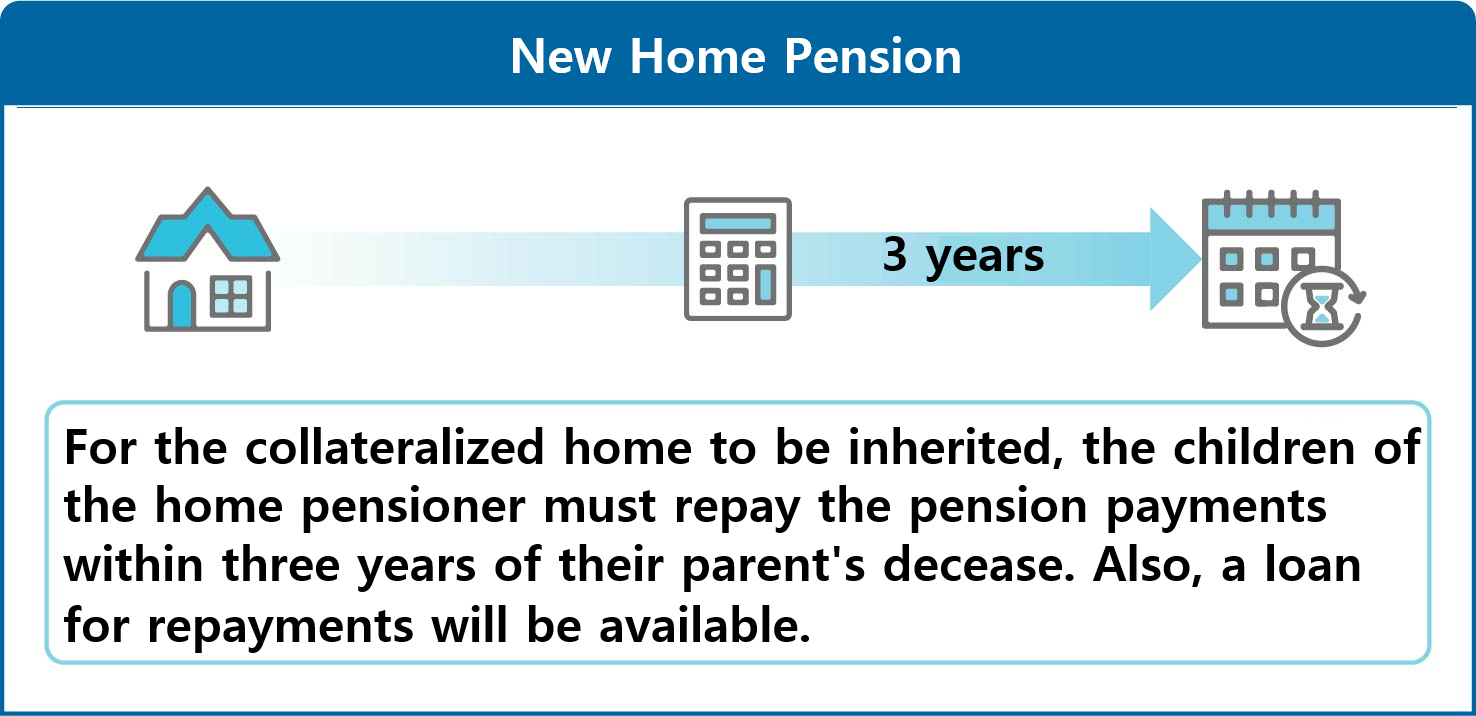 New Home Pension
3 years
For the collateralized home to be inherited, the children of
the home pensioner must repay the pension payments
within three years of their parent's decease. Also, a loan
for repayments will be available.